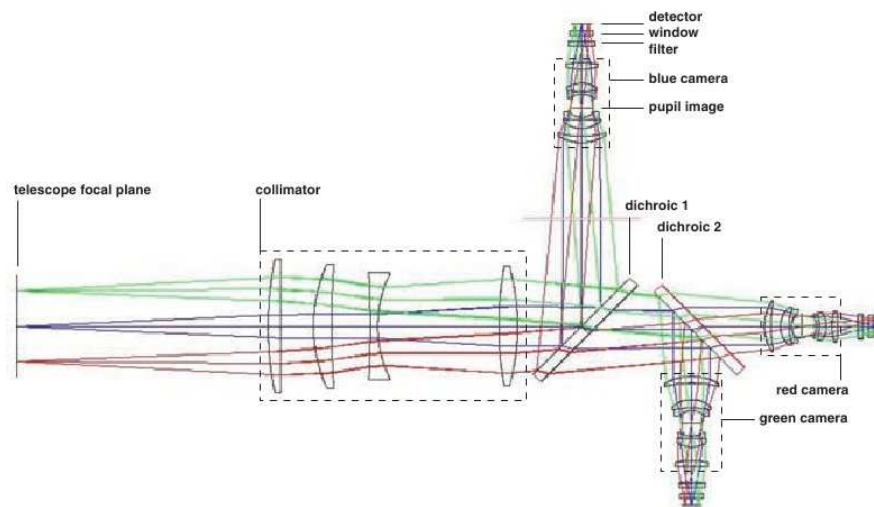 detector
window
filter
blue camera
pupil image
telescope focal plane
collimator
dichroic 1
dichroic 2
red camera
green camera